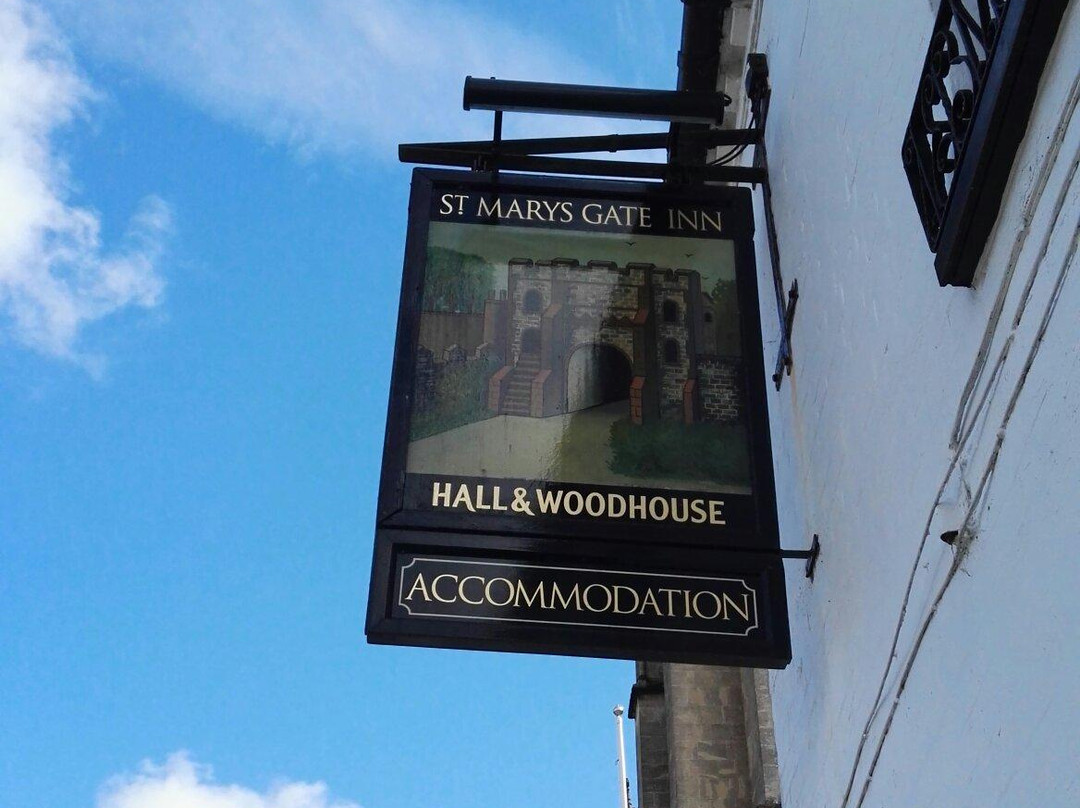 ST. MARYS GATE INN
HALL & WOODHOUSE
ACCOMMODATION